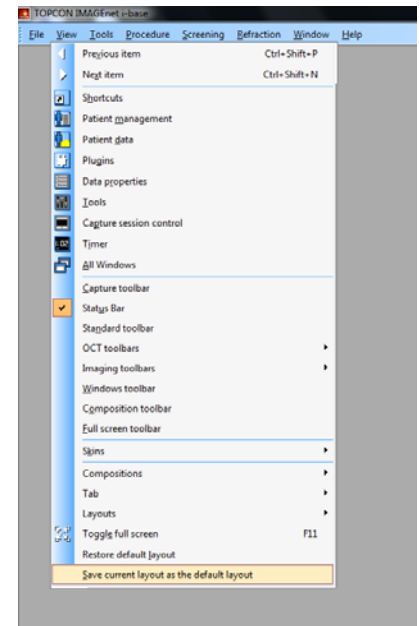 TOPCON IMAGEnet i-base
File View Tools Procedure Screening Refraction Window Help
Previous item Ctrl+Shift+P
Next item Ctrl+Shift+N
Shortcuts
Patient management
Patient data
Plugins
Data properties
Tools
Capture session control
Timer
All Windows
Capture toolbar
Status Bar
Standard toolbar
OCT toolbars
Imaging toolbars
Windows toolbar
Composition toolbar
Full screen toolbar
Skins
Compositions
Tab
Layouts
Toggle full screen F11
Restore default layout
Save current layout as the default layout